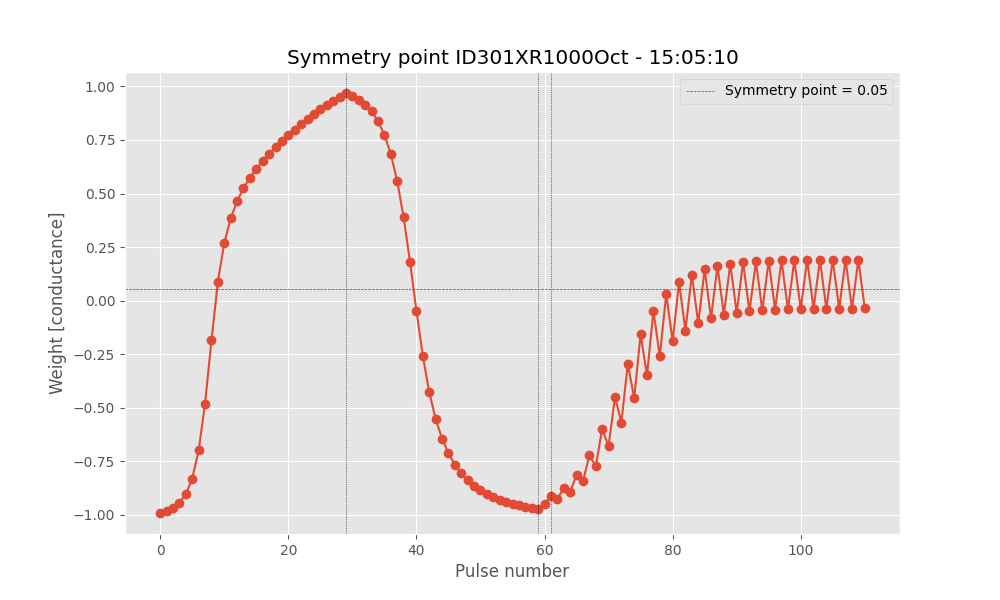 Symmetry point ID301XR1000Oct - 15:05:10
Symmetry point = 0.05
Weight [conductance]
1.00
0.75
0.50
0.25
0.00
−0.25
−0.50
−0.75
−1.00
0 20 40 60 80 100
Pulse number